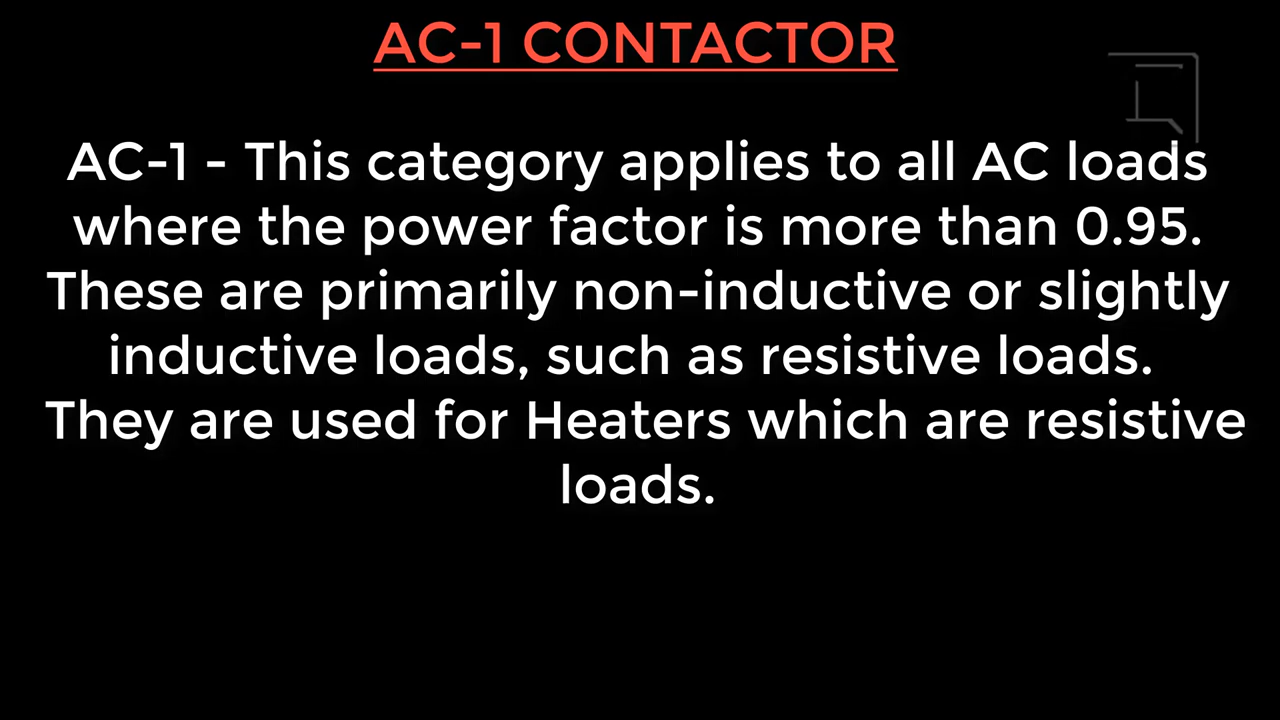 AC-1 CONTACTOR
AC-1 - This category applies to all AC loads
where the power factor is more than 0.95.
These are primarily non-inductive or slightly
inductive loads, such as resistive loads.
They are used for Heaters which are resistive
loads.